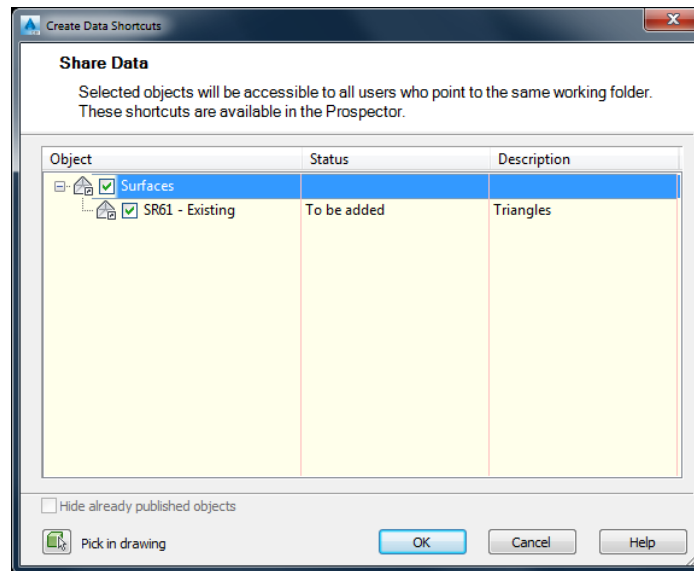 Create Data Shortcuts
Share Data
Selected objects will be accessible to all users who point to the same working folder.
These shortcuts are available in the Prospector.
Object Status Description
Surfaces
SR61 - Existing To be added Triangles
Hide already published objects
Pick in drawing OK Cancel Help